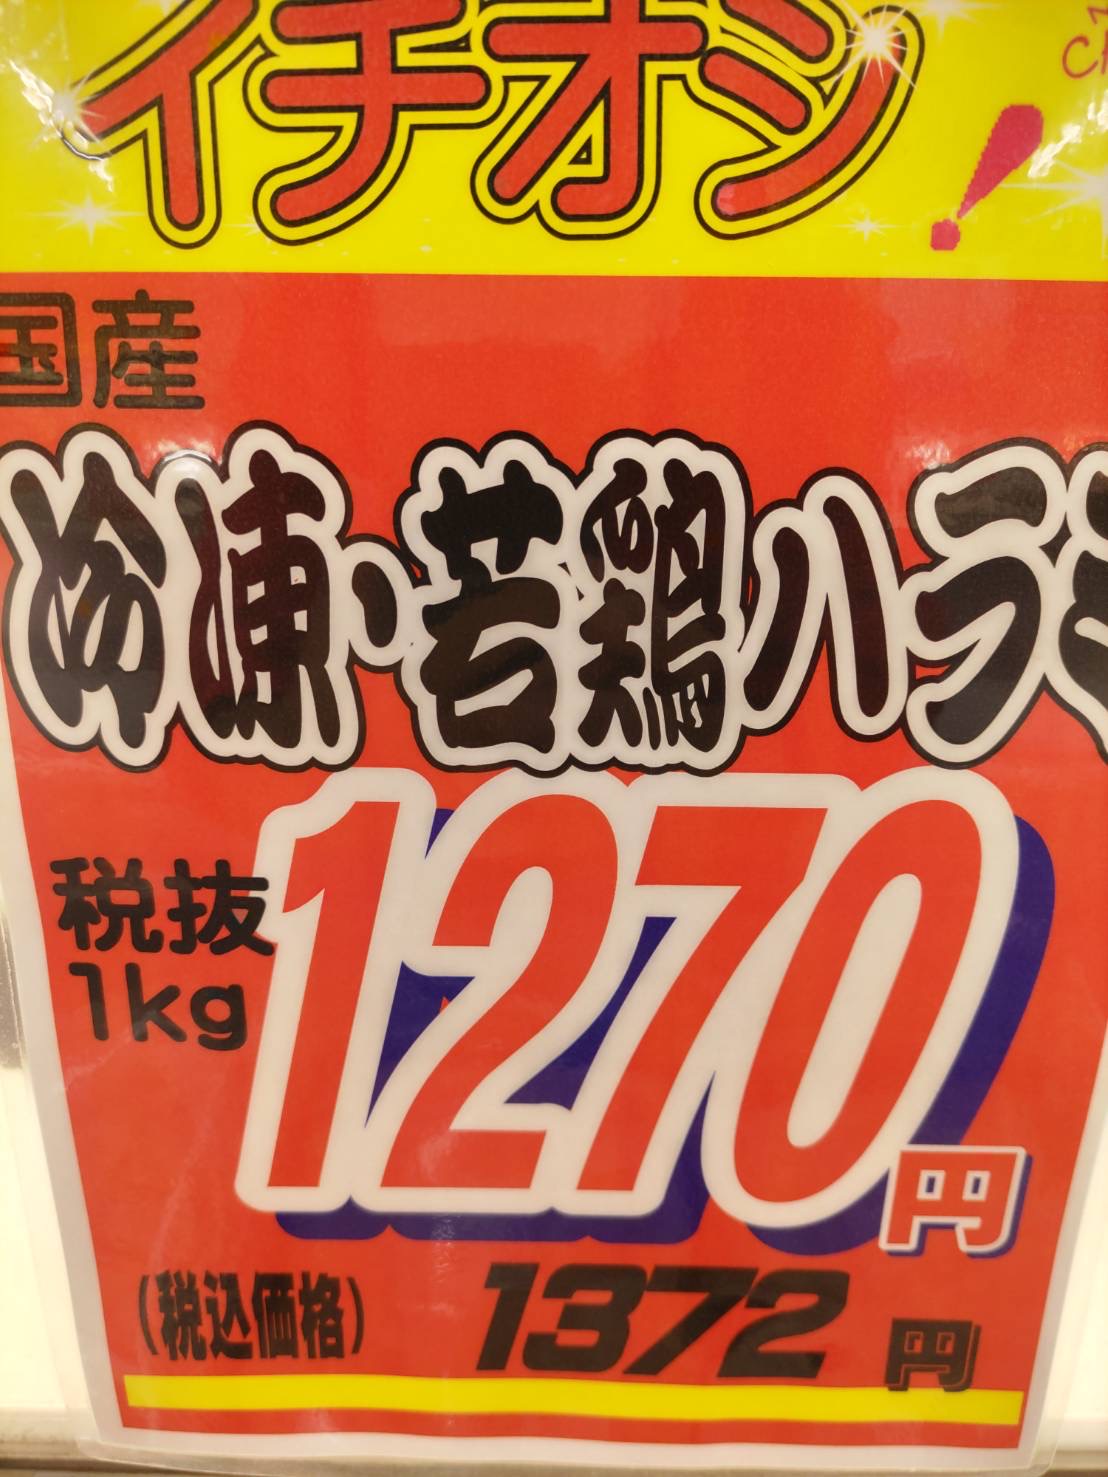 イチオシ!
国産
冷凍・若鶏ハラミ
税抜
1kg
1270円
(税込価格) 1372円